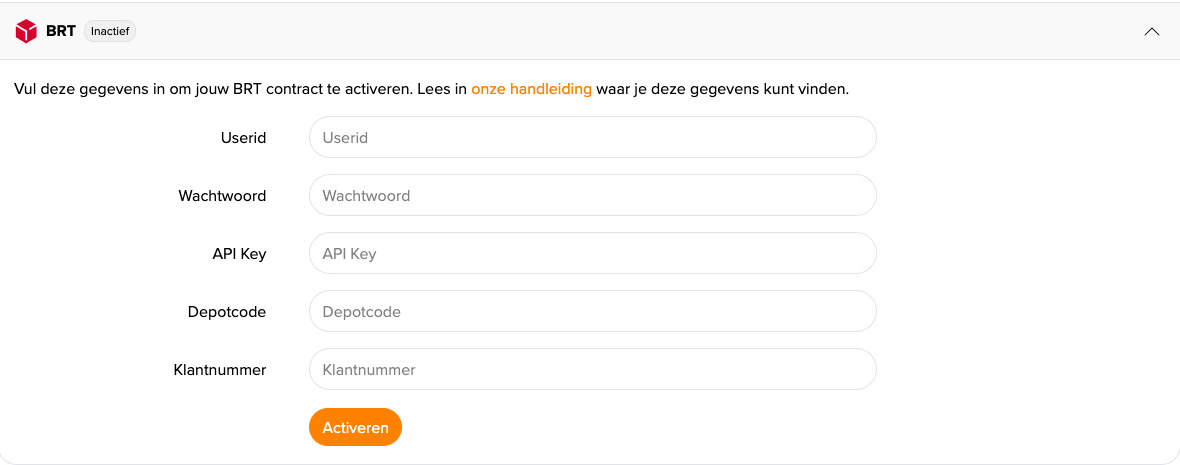 BRT Inactief
Vul deze gegevens in om jouw BRT contract te activeren. Lees in onze handleiding waar je deze gegevens kunt vinden.
Userid Userid
Wachtwoord Wachtwoord
API Key API Key
Depotcode Depotcode
Klantnummer Klantnummer
Activeren